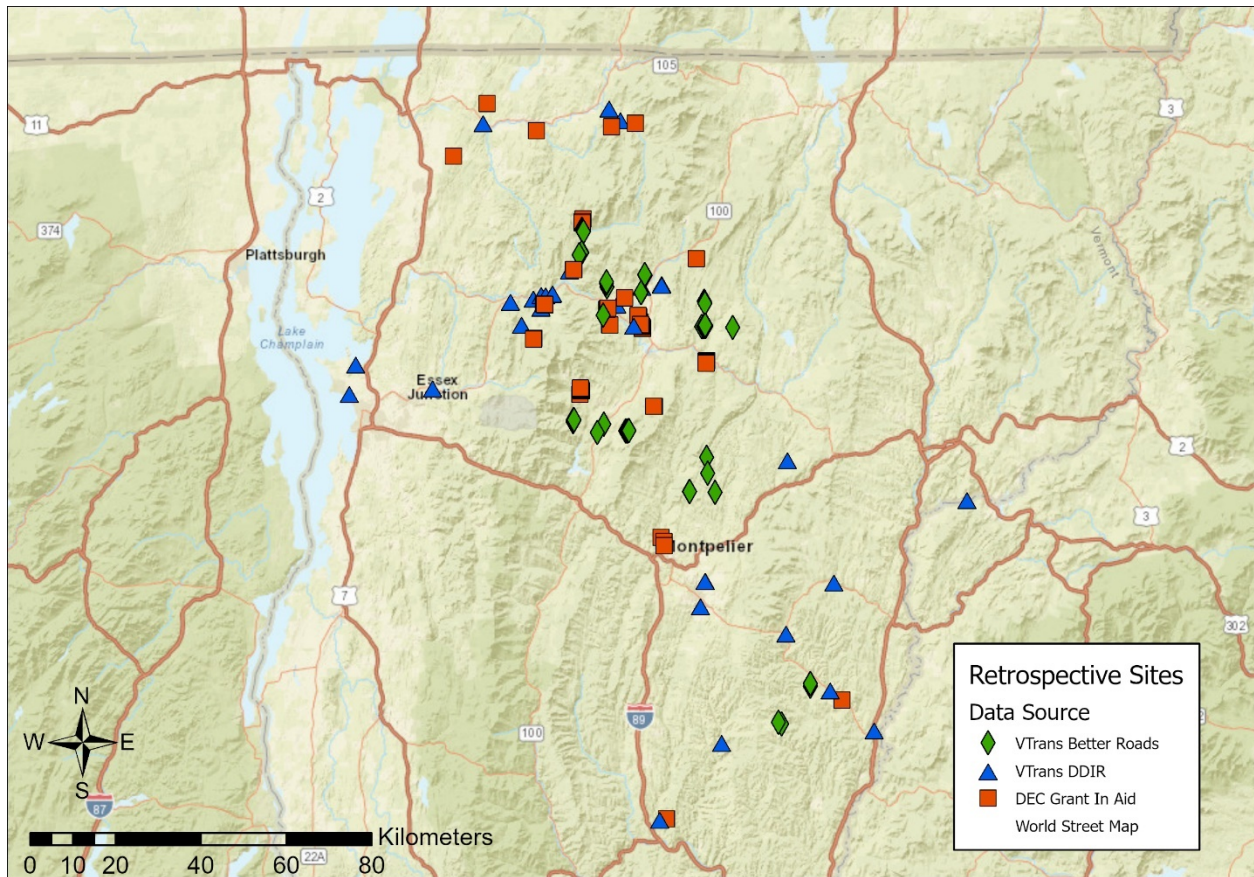 105
11
3
2
100
374
Plattsburgh
Vermont
Lake
Champlain
Essex
Junction
2
3
Montpelier
7
302
Retrospective Sites
Data Source
VTrans Better Roads
VTrans DDIR
DEC Grant In Aid
World Street Map
N
W E
S
89
100
2
87
Kilometers
0 5 10 20 40 60 80
22A